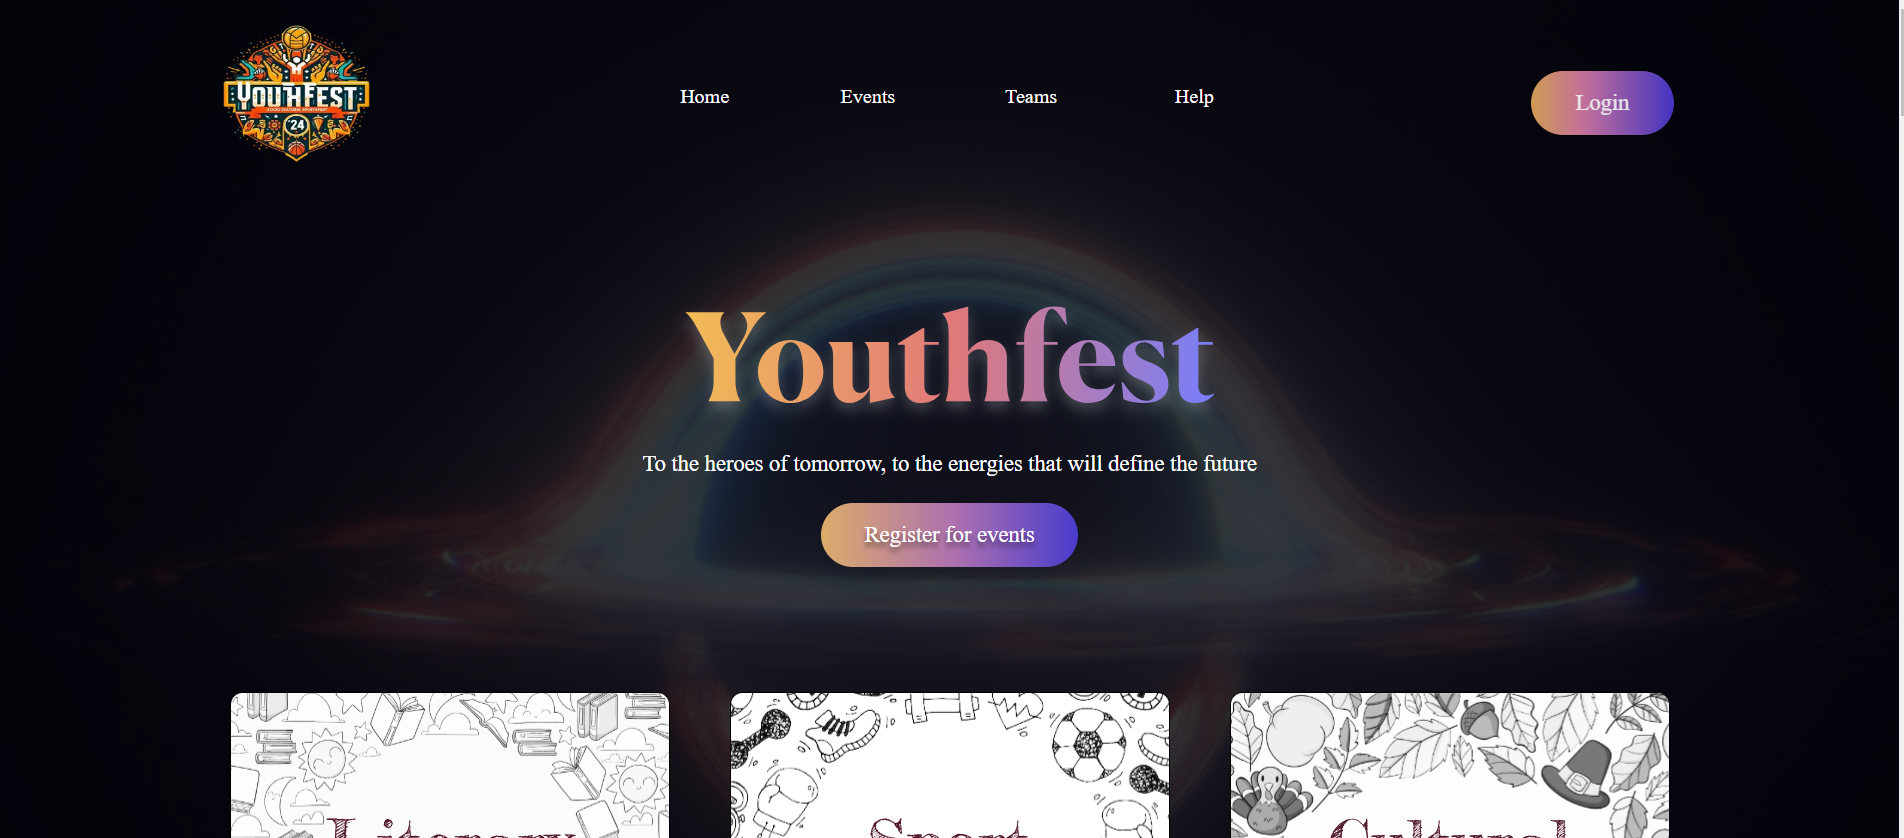 YOUTHFEST
'24
Home
Events
Teams
Help
Login
Youthfest
To the heroes of tomorrow, to the energies that will define the future
Register for events
Literary
Sport
Cultural